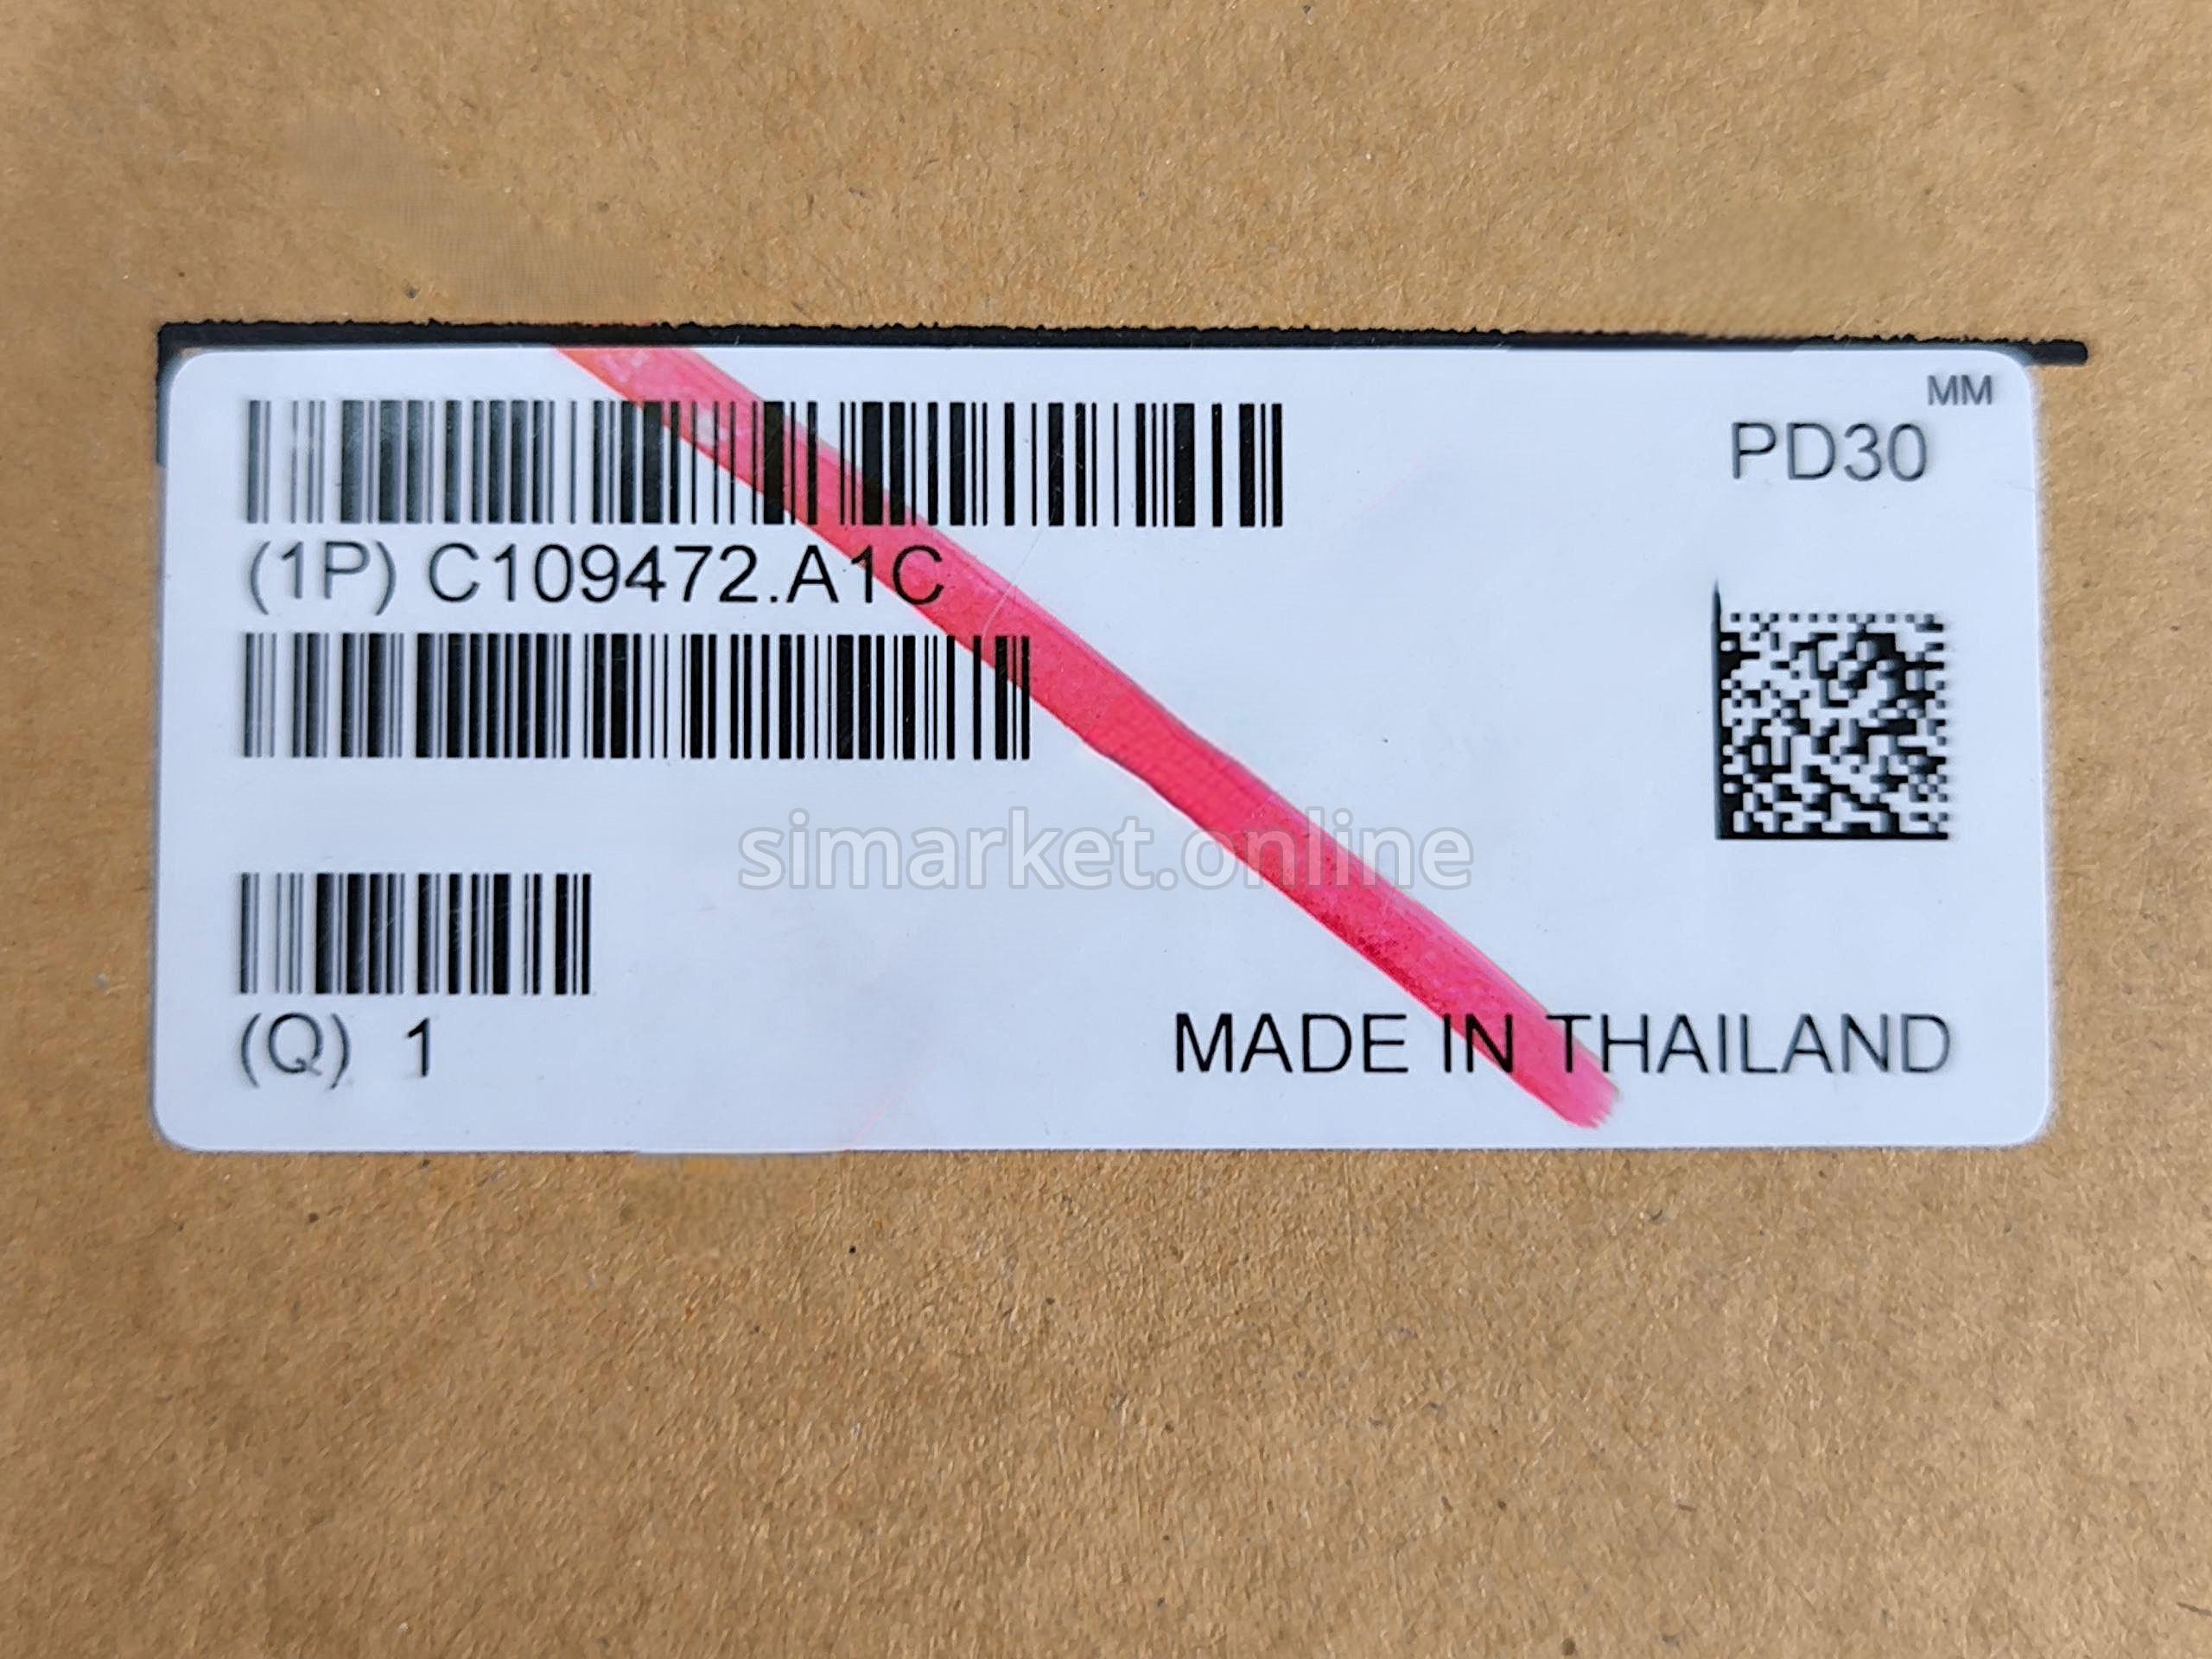 MM
PD30
(1P) C109472.A1C
simarket.online
(Q) 1
MADE IN THAILAND